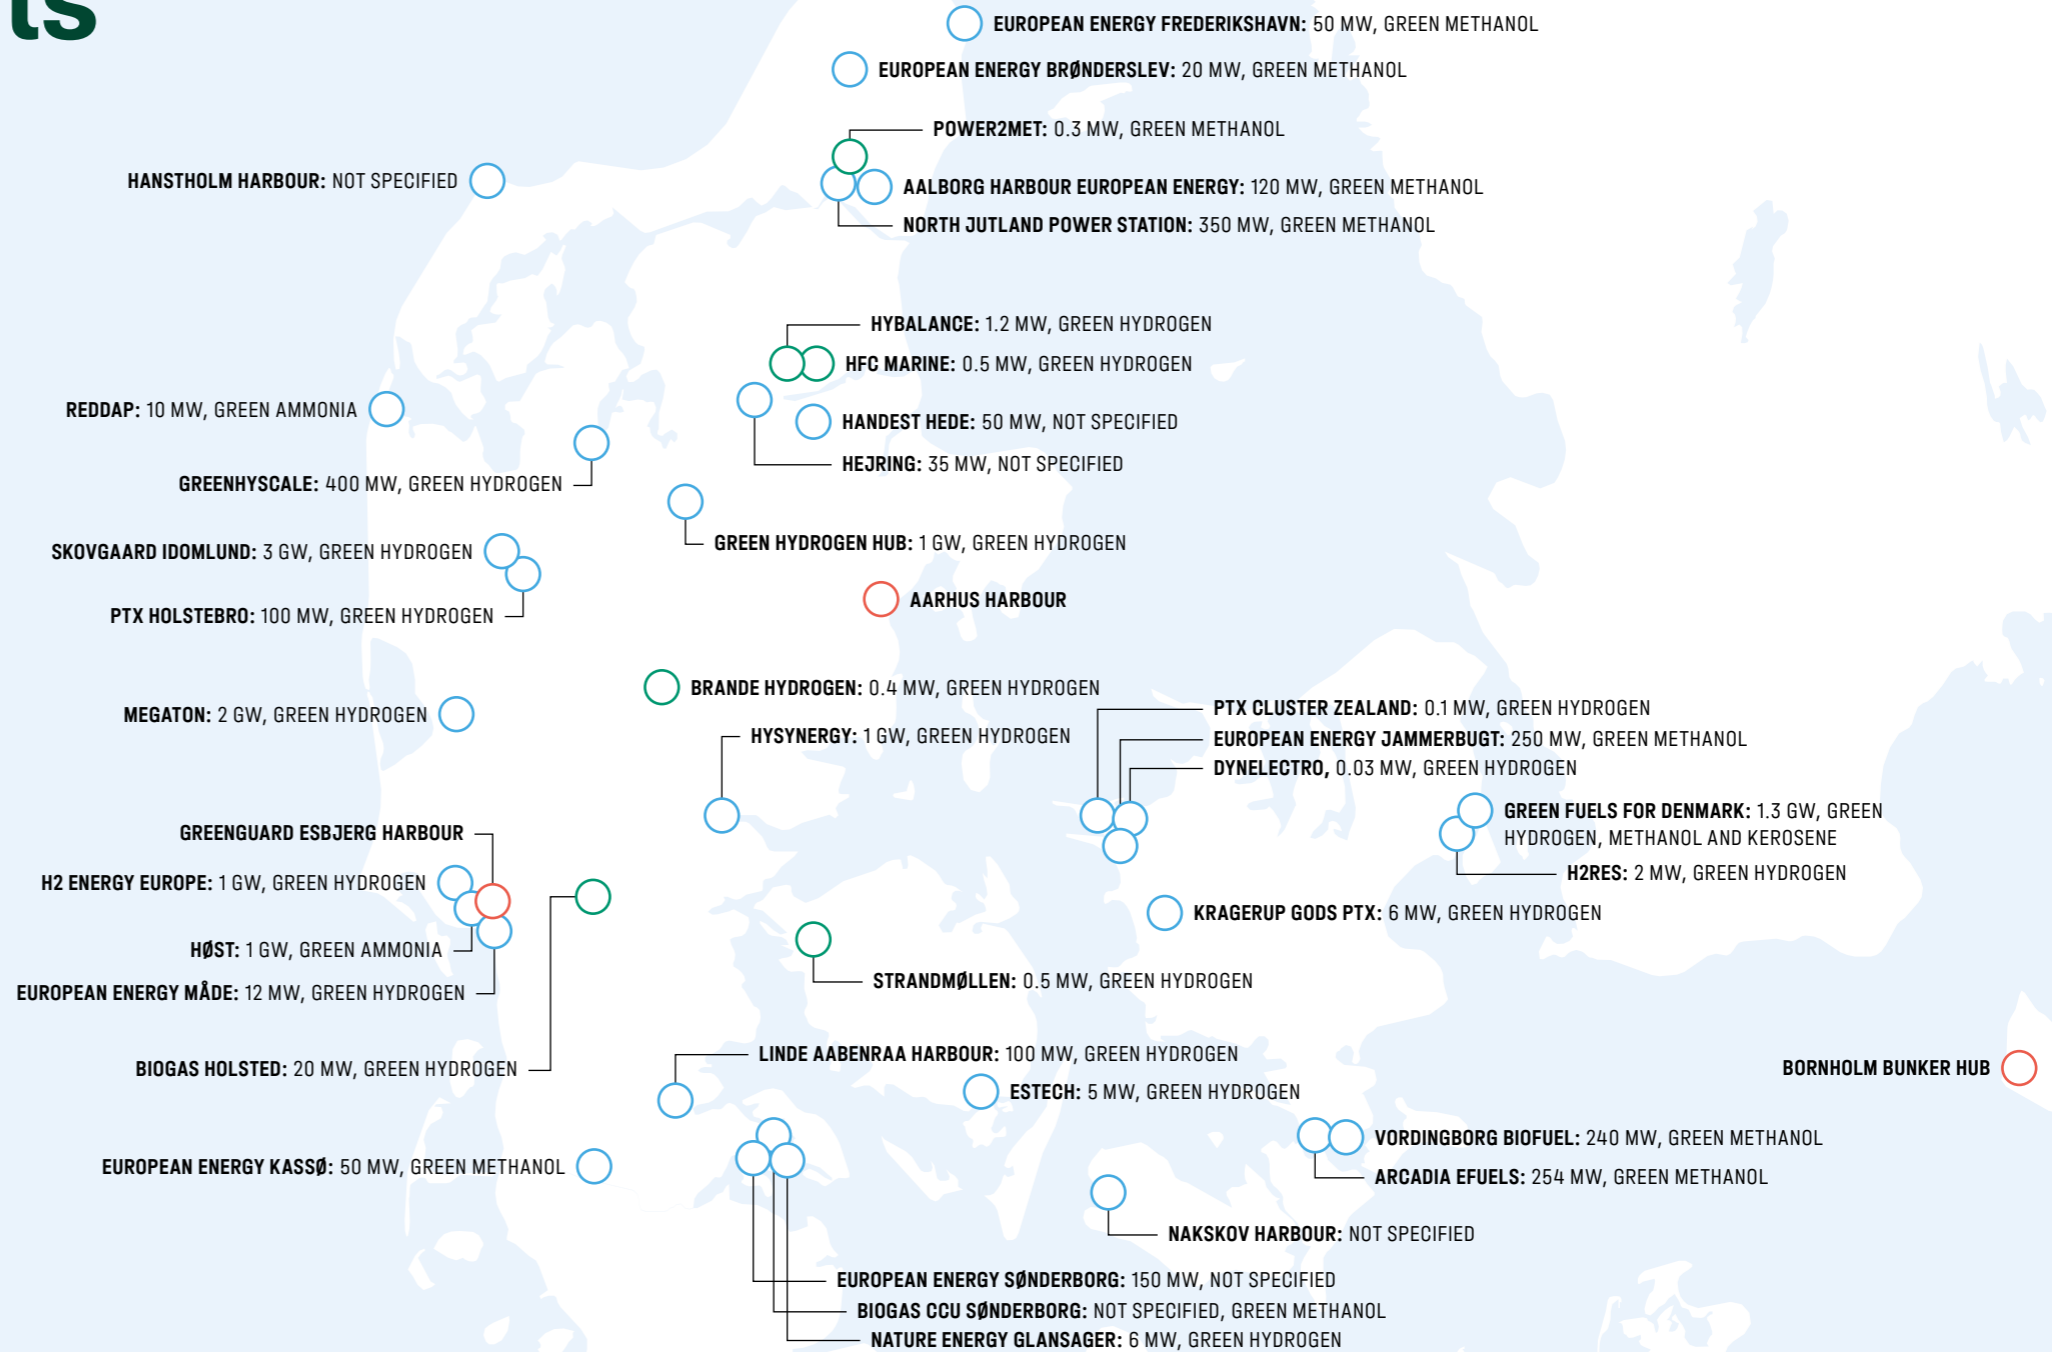 ts
EUROPEAN ENERGY FREDERIKSHAVN: 50 MW, GREEN METHANOL
EUROPEAN ENERGY BRØNDERSLEV: 20 MW, GREEN METHANOL
POWER2MET: 0.3 MW, GREEN METHANOL
HANSTHOLM HARBOUR: NOT SPECIFIED
AALBORG HARBOUR EUROPEAN ENERGY: 120 MW, GREEN METHANOL
NORTH JUTLAND POWER STATION: 350 MW, GREEN METHANOL
HYBALANCE: 1.2 MW, GREEN HYDROGEN
HFC MARINE: 0.5 MW, GREEN HYDROGEN
REDDAP: 10 MW, GREEN AMMONIA
HANDEST HEDE: 50 MW, NOT SPECIFIED
HEJRING: 35 MW, NOT SPECIFIED
GREENHYSCALE: 400 MW, GREEN HYDROGEN
GREEN HYDROGEN HUB: 1 GW, GREEN HYDROGEN
SKOVGAARD IDOMLUND: 3 GW, GREEN HYDROGEN
AARHUS HARBOUR
PTX HOLSTEBRO: 100 MW, GREEN HYDROGEN
BRANDE HYDROGEN: 0.4 MW, GREEN HYDROGEN
PTX CLUSTER ZEALAND: 0.1 MW, GREEN HYDROGEN
MEGATON: 2 GW, GREEN HYDROGEN
HYSYNERGY: 1 GW, GREEN HYDROGEN
EUROPEAN ENERGY JAMMERBUGT: 250 MW, GREEN METHANOL
DYNELECTRO, 0.03 MW, GREEN HYDROGEN
GREEN FUELS FOR DENMARK: 1.3 GW, GREEN
HYDROGEN, METHANOL AND KEROSENE
GREENGUARD ESBJERG HARBOUR
H2RES: 2 MW, GREEN HYDROGEN
H2 ENERGY EUROPE: 1 GW, GREEN HYDROGEN
KRAGERUP GODS PTX: 6 MW, GREEN HYDROGEN
HØST: 1 GW, GREEN AMMONIA
STRANDMØLLEN: 0.5 MW, GREEN HYDROGEN
EUROPEAN ENERGY MÅDE: 12 MW, GREEN HYDROGEN
LINDE AABENRAA HARBOUR: 100 MW, GREEN HYDROGEN
BIOGAS HOLSTED: 20 MW, GREEN HYDROGEN
BORNHOLM BUNKER HUB
ESTECH: 5 MW, GREEN HYDROGEN
VORDINGBORG BIOFUEL: 240 MW, GREEN METHANOL
EUROPEAN ENERGY KASSØ: 50 MW, GREEN METHANOL
ARCADIA EFUELS: 254 MW, GREEN METHANOL
NAKSKOV HARBOUR: NOT SPECIFIED
EUROPEAN ENERGY SØNDERBORG: 150 MW, NOT SPECIFIED
BIOGAS CCU SØNDERBORG: NOT SPECIFIED, GREEN METHANOL
NATURE ENERGY GLANSAGER: 6 MW, GREEN HYDROGEN